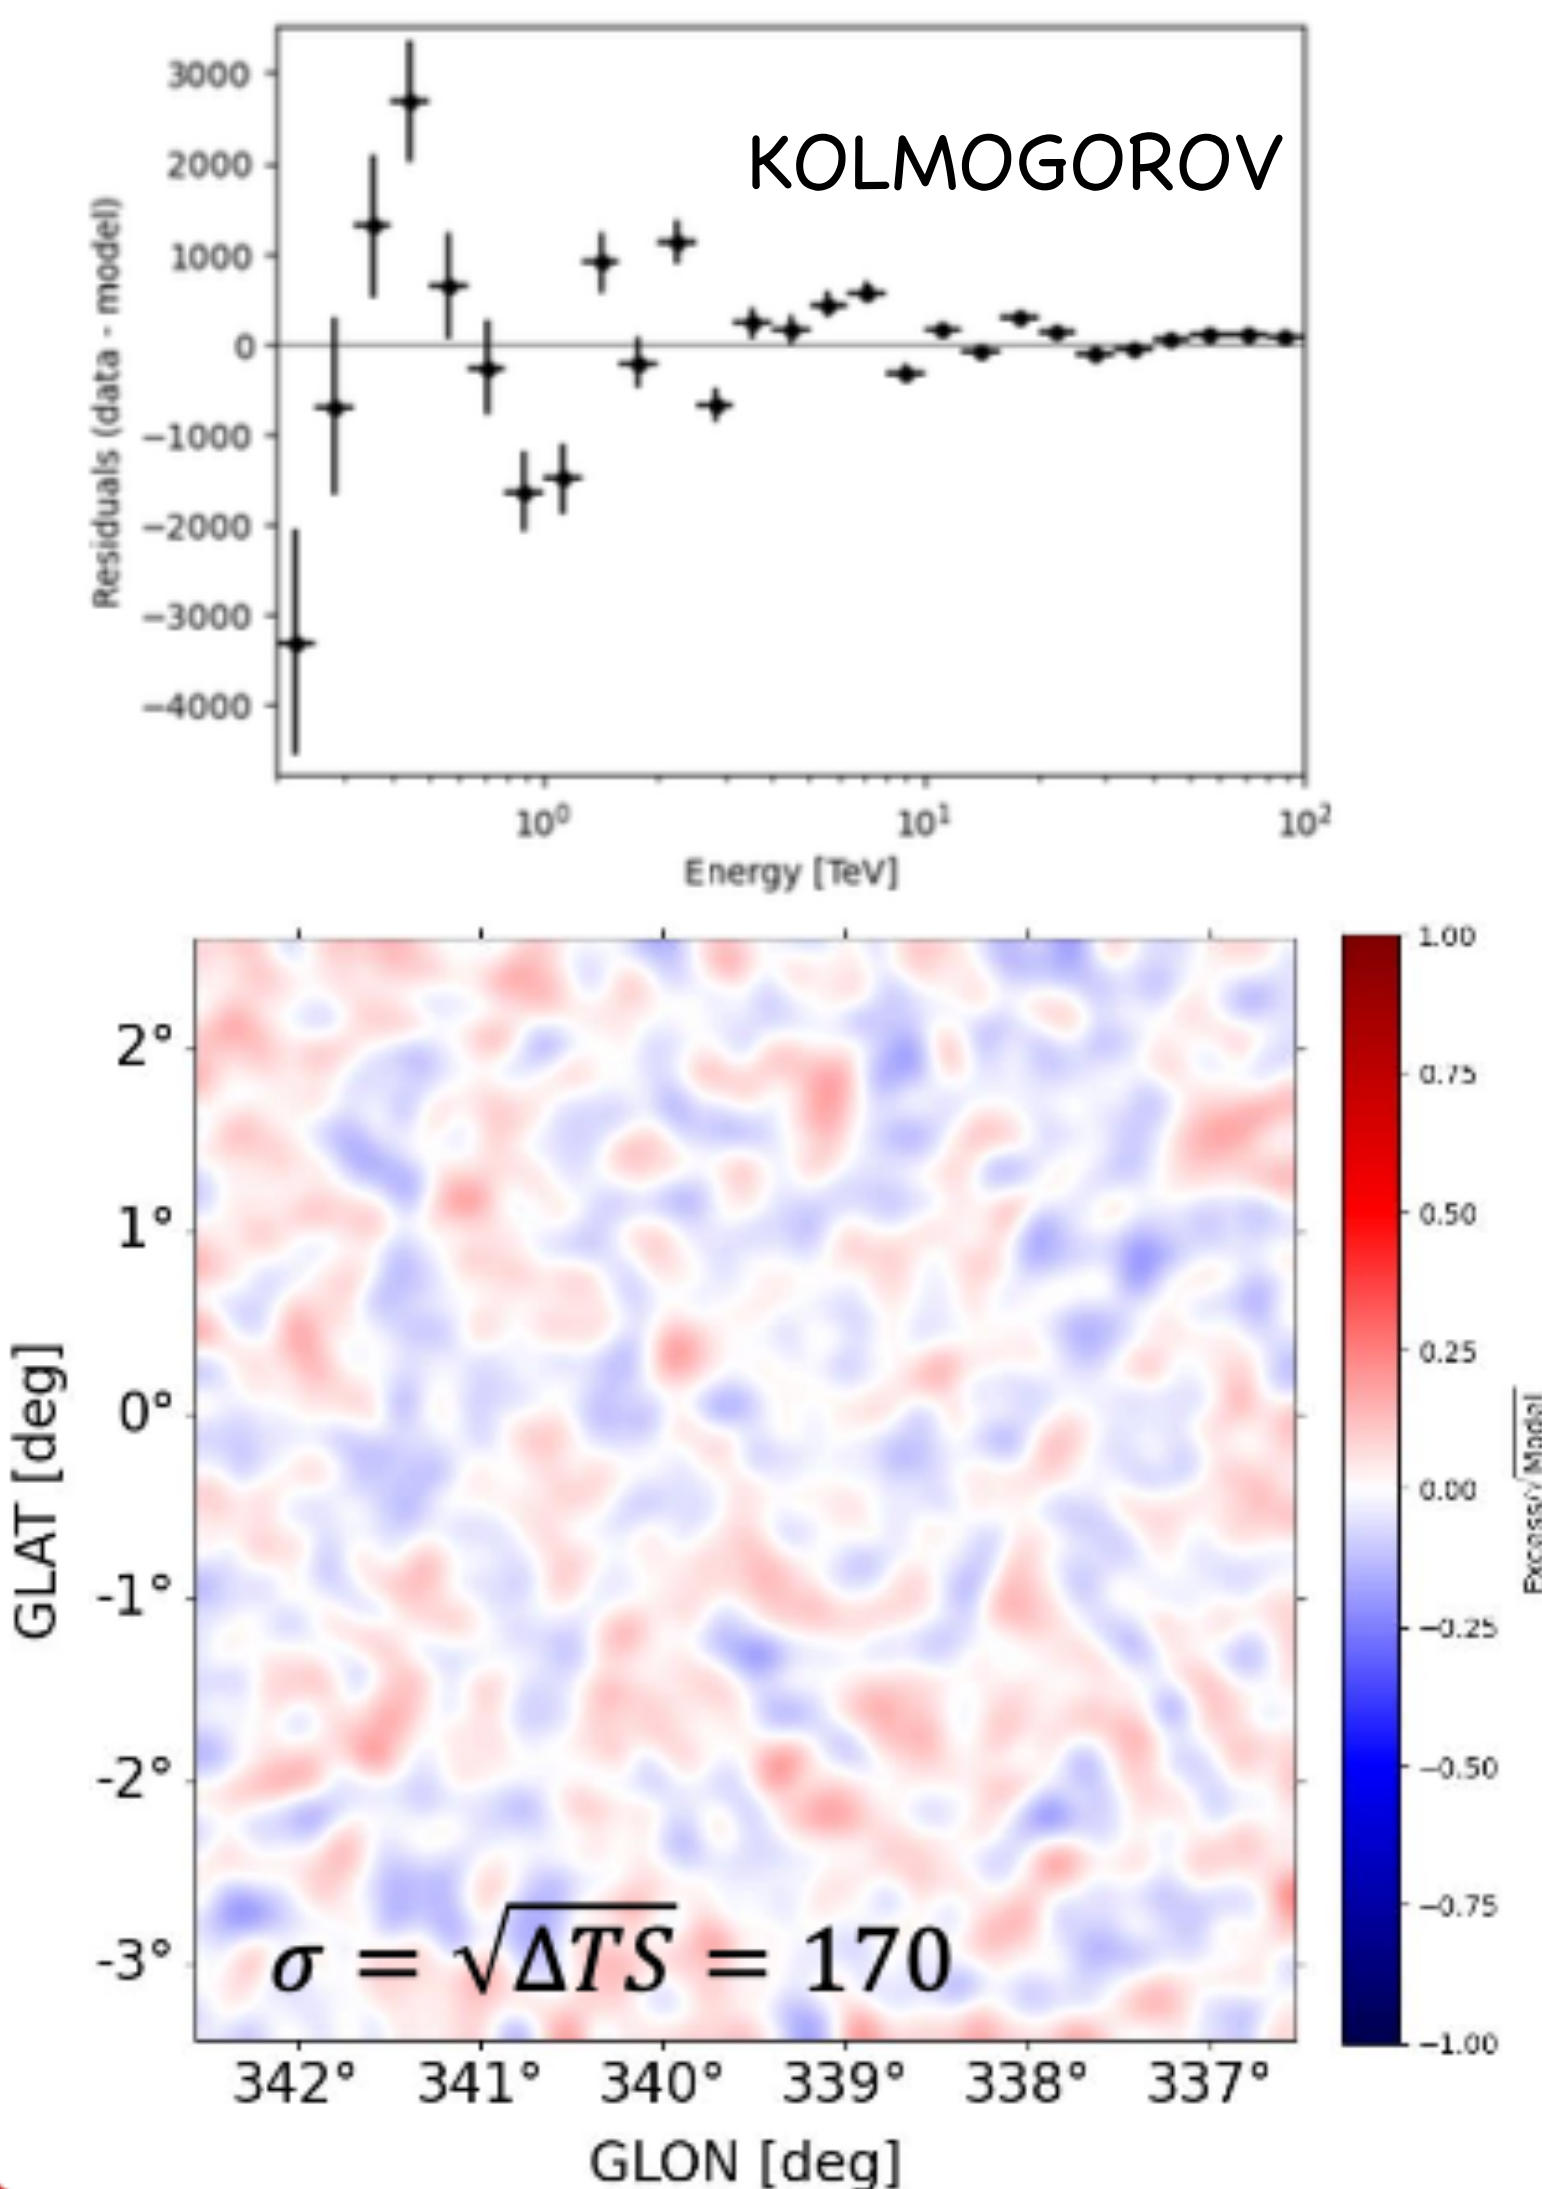 3000
KOLMOGOROV
2000
1000
0
−1000
−2000
−3000
−4000
Residuals (data - model)
10⁰ 10¹ 10²
Energy [TeV]
2°
1°
0°
-1°
-2°
-3°
GLAT [deg]
σ = √ΔTS = 170
342° 341° 340° 339° 338° 337°
GLON [deg]
1.00
0.75
0.50
0.25
0.00
−0.25
−0.50
−0.75
−1.00
Excess/√Model